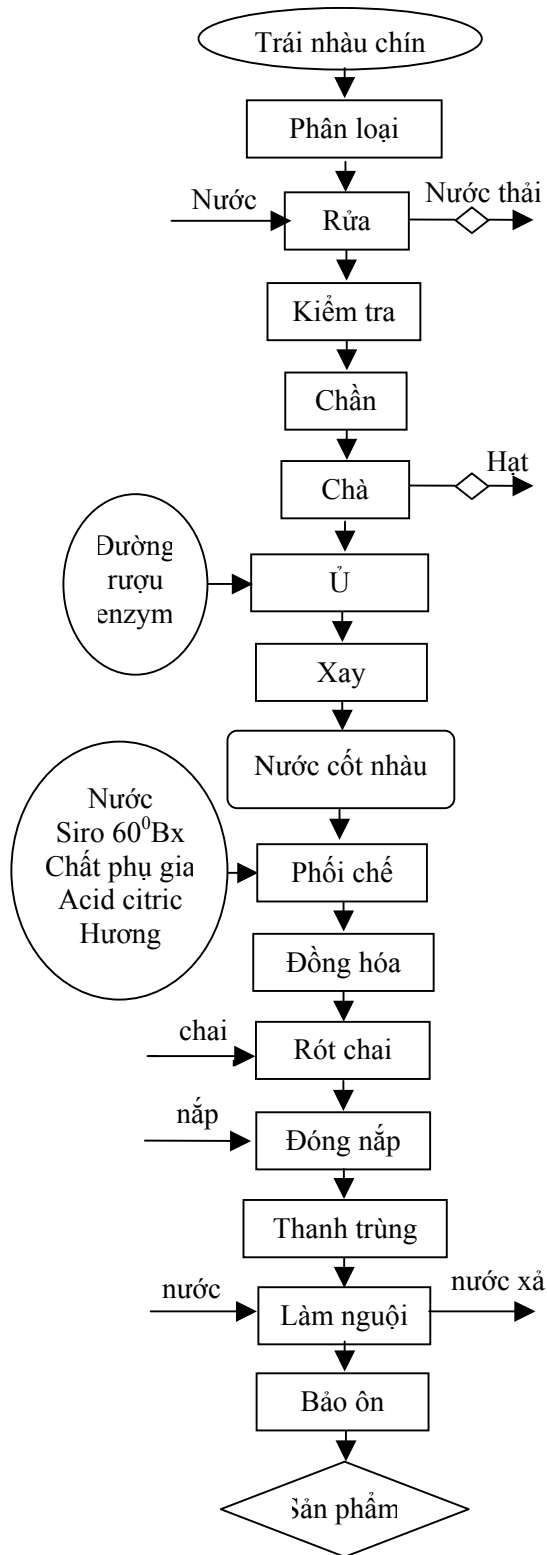 Trái nhàu chín
Phân loại
Nước
Rửa
Nước thải
Kiểm tra
Chần
Chà
Hạt
Đường
rượu
enzym
Ủ
Xay
Nước cốt nhàu
Nước
Siro 60⁰Bx
Chất phụ gia
Acid citric
Hương
Phối chế
Đồng hóa
chai
Rót chai
nắp
Đóng nắp
Thanh trùng
nước
Làm nguội
nước xả
Bảo ôn
Sản phẩm